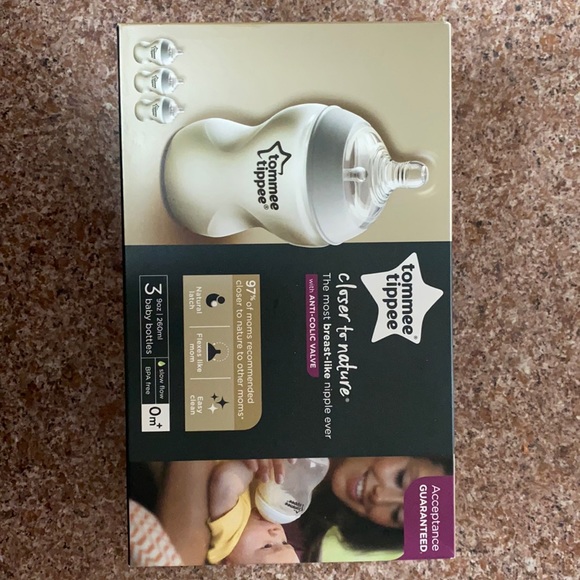 tommee
tippee®
tommee
tippee®
closer to nature®
The most breast-like nipple ever
with ANTI-COLIC VALVE
97% of moms recommended
closer to nature to other moms*
Natural
latch
Flexes like
mom
Easy
clean
3 9oz | 260ml
baby bottles
slow flow
BPA free
0m+
Acceptance
GUARANTEED